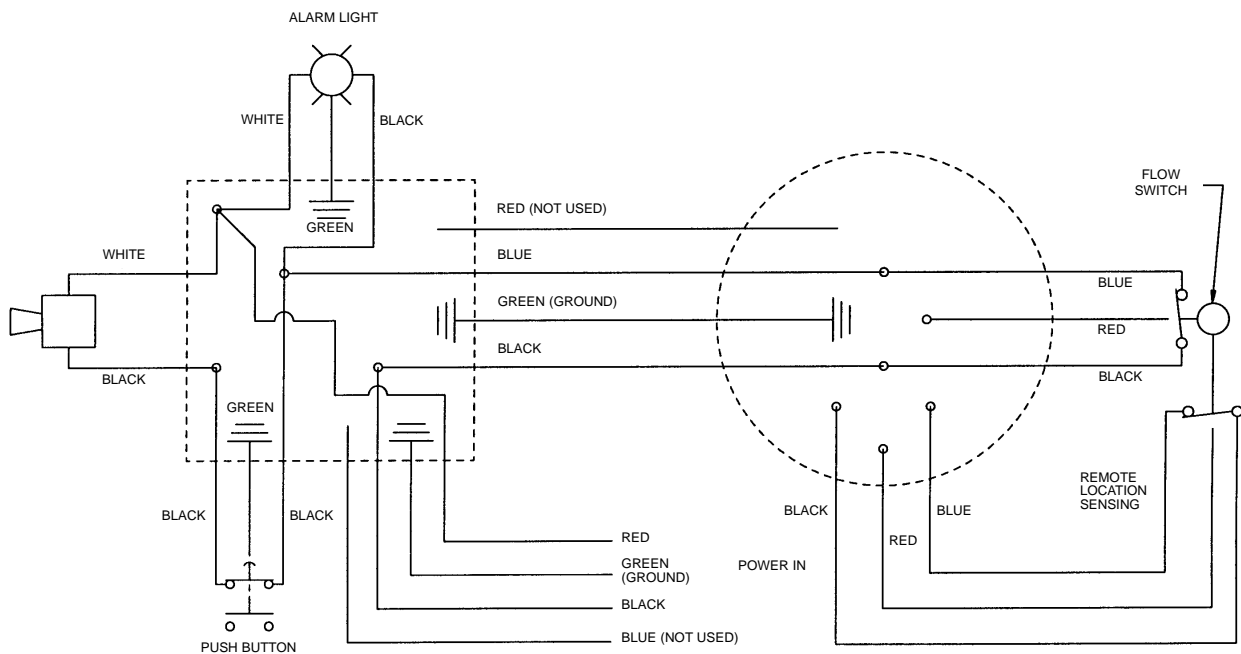 ALARM LIGHT
WHITE
BLACK
FLOW
SWITCH
RED (NOT USED)
GREEN
WHITE
BLUE
BLUE
GREEN (GROUND)
RED
BLACK
BLACK
BLACK
GREEN
REMOTE
LOCATION
SENSING
BLACK
BLACK
BLACK
BLUE
RED
RED
GREEN
(GROUND)
POWER IN
BLACK
BLUE (NOT USED)
PUSH BUTTON